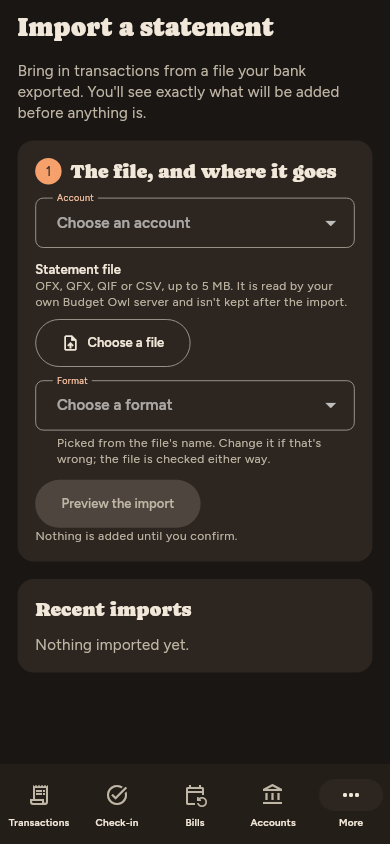 Import a statement
Bring in transactions from a file your bank
exported. You'll see exactly what will be added
before anything is.
1 The file, and where it goes
Account
Choose an account
Statement file
OFX, QFX, QIF or CSV, up to 5 MB. It is read by your
own Budget Owl server and isn't kept after the import.
Choose a file
Format
Choose a format
Picked from the file's name. Change it if that's
wrong; the file is checked either way.
Preview the import
Nothing is added until you confirm.
Recent imports
Nothing imported yet.
Transactions Check-in Bills Accounts More